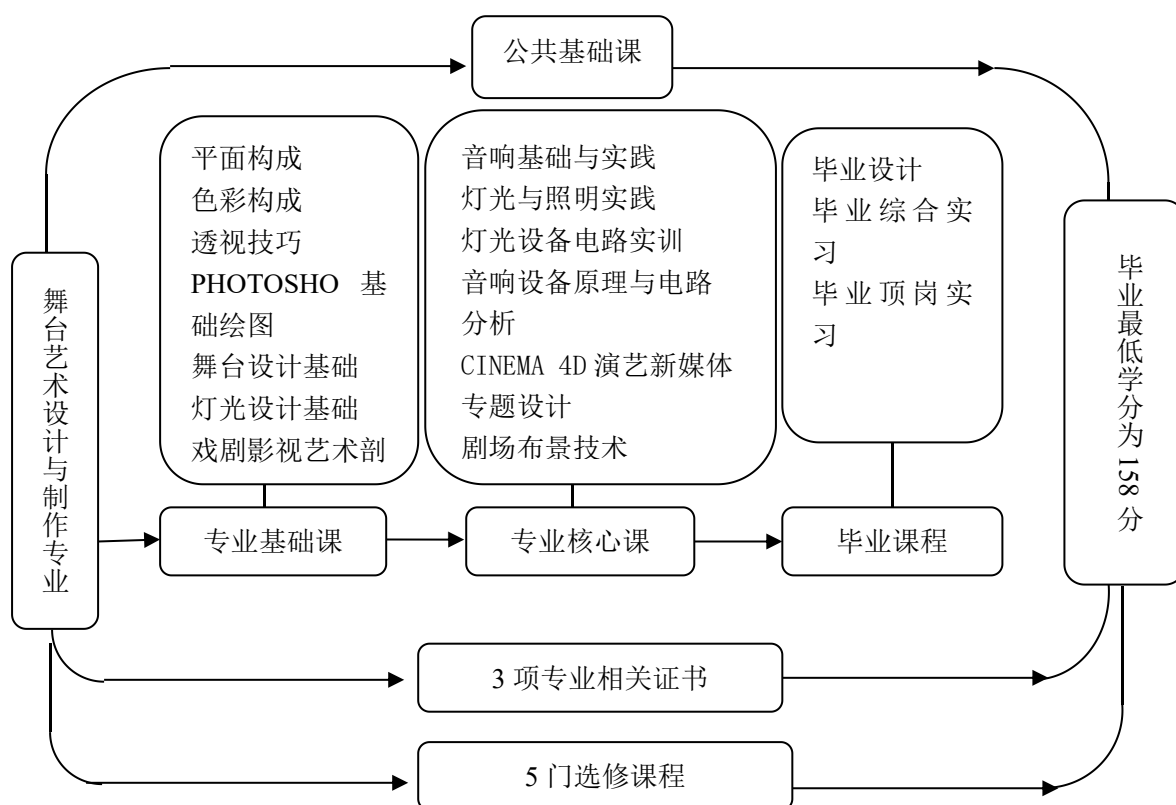 公共基础课
平面构成
色彩构成
透视技巧
PHOTOSHO 基
础绘图
舞台设计基础
灯光设计基础
戏剧影视艺术剖
音响基础与实践
灯光与照明实践
灯光设备电路实训
音响设备原理与电路
分析
CINEMA 4D 演艺新媒体
专题设计
剧场布景技术
毕业设计
毕业综合实
习
毕业顶岗实
习
舞台艺术设计与制作专业
毕业最低学分为 158 分
专业基础课
专业核心课
毕业课程
3 项专业相关证书
5 门选修课程